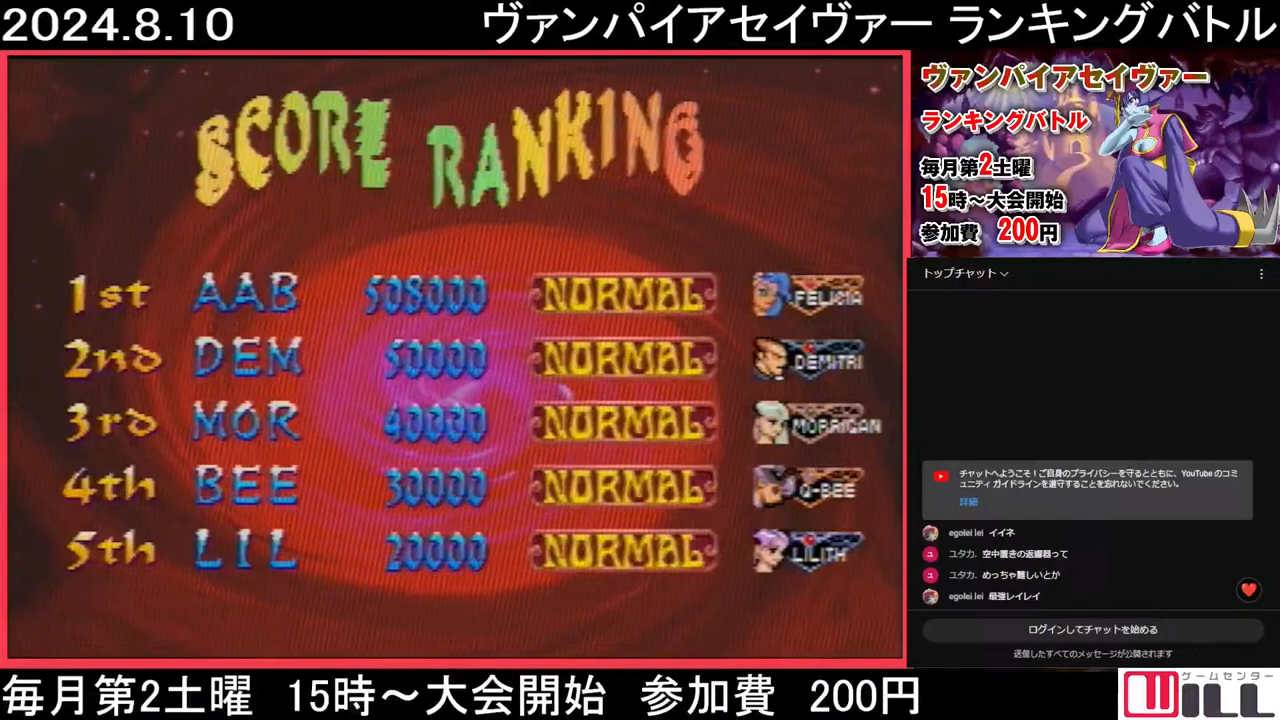 2024.8.10 ヴァンパイアセイヴァー ランキングバトル
SCORE RANKING
1st AAB 508000 NORMAL FELICIA
2nd DEM 50000 NORMAL DEMITRI
3rd MOR 40000 NORMAL MORRIGAN
4th BEE 30000 NORMAL Q-BEE
5th LIL 20000 NORMAL LILITH
ヴァンパイアセイヴァー
ランキングバトル
毎月第2土曜
15時～大会開始
参加費 200円
トップチャット
チャットへようこそ！ご自身のプライバシーを守るとともに、YouTube のコミ
ュニティ ガイドラインを遵守することを忘れないでください。
詳細
egolei lei イイネ
ユ ユタカ. 空中置きの返響器って
ユ ユタカ. めっちゃ難しいとか
egolei lei 最強レイレイ
ログインしてチャットを始める
送信したすべてのメッセージが公開されます
毎月第2土曜 15時～大会開始 参加費 200円
ゲームセンター
WILL